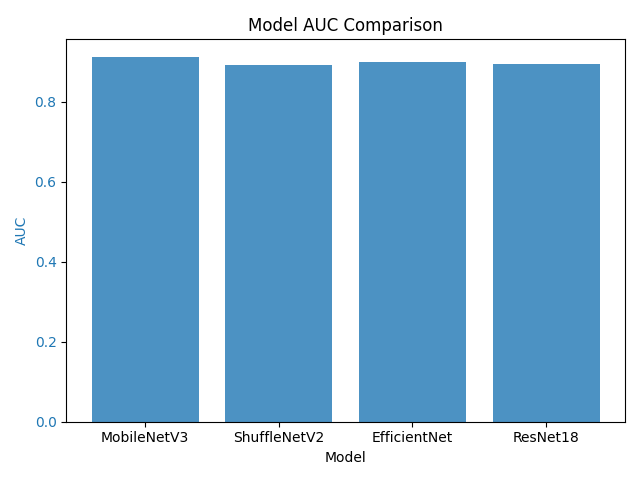 Model AUC Comparison
AUC
0.8
0.6
0.4
0.2
0.0
MobileNetV3 ShuffleNetV2 EfficientNet ResNet18
Model